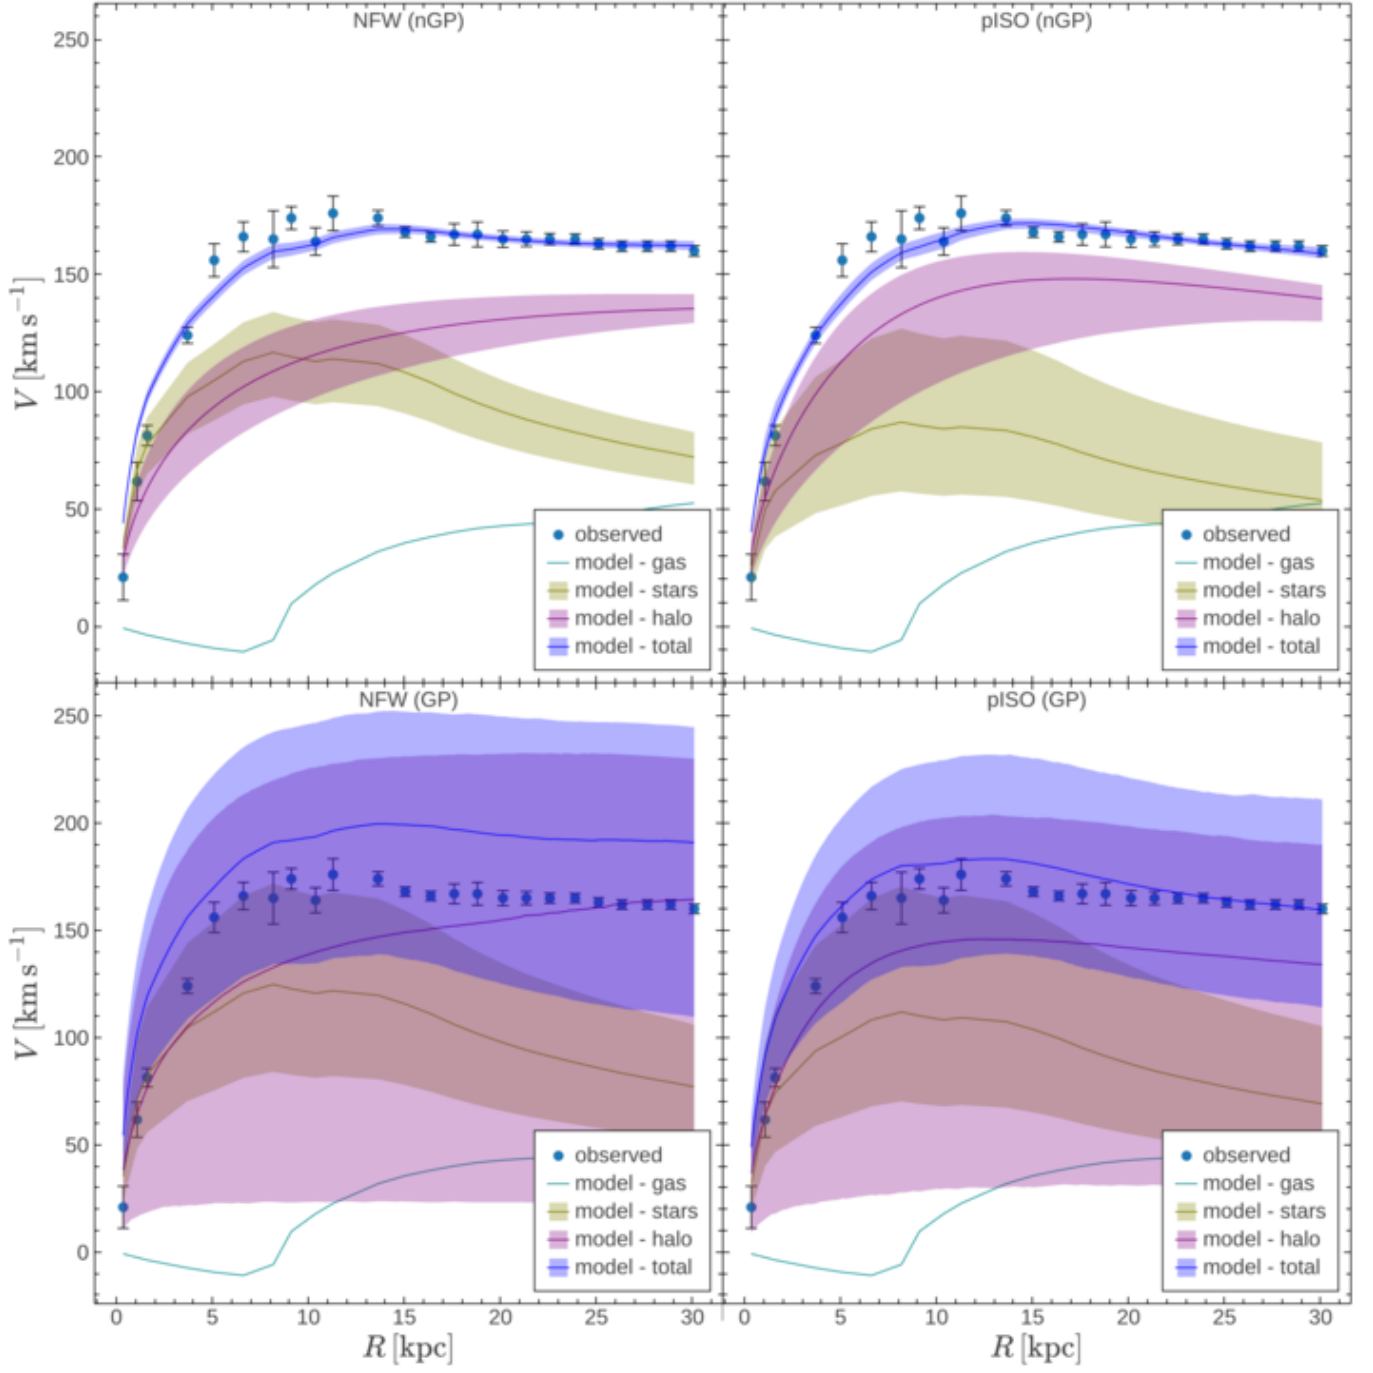 NFW (nGP)
pISO (nGP)
250
200
150
100
50
0
V [km s⁻¹]
observed
model - gas
model - stars
model - halo
model - total
observed
model - gas
model - stars
model - halo
model - total
NFW (GP)
pISO (GP)
250
200
150
100
50
0
V [km s⁻¹]
observed
model - gas
model - stars
model - halo
model - total
observed
model - gas
model - stars
model - halo
model - total
0 5 10 15 20 25 30
0 5 10 15 20 25 30
R [kpc]
R [kpc]